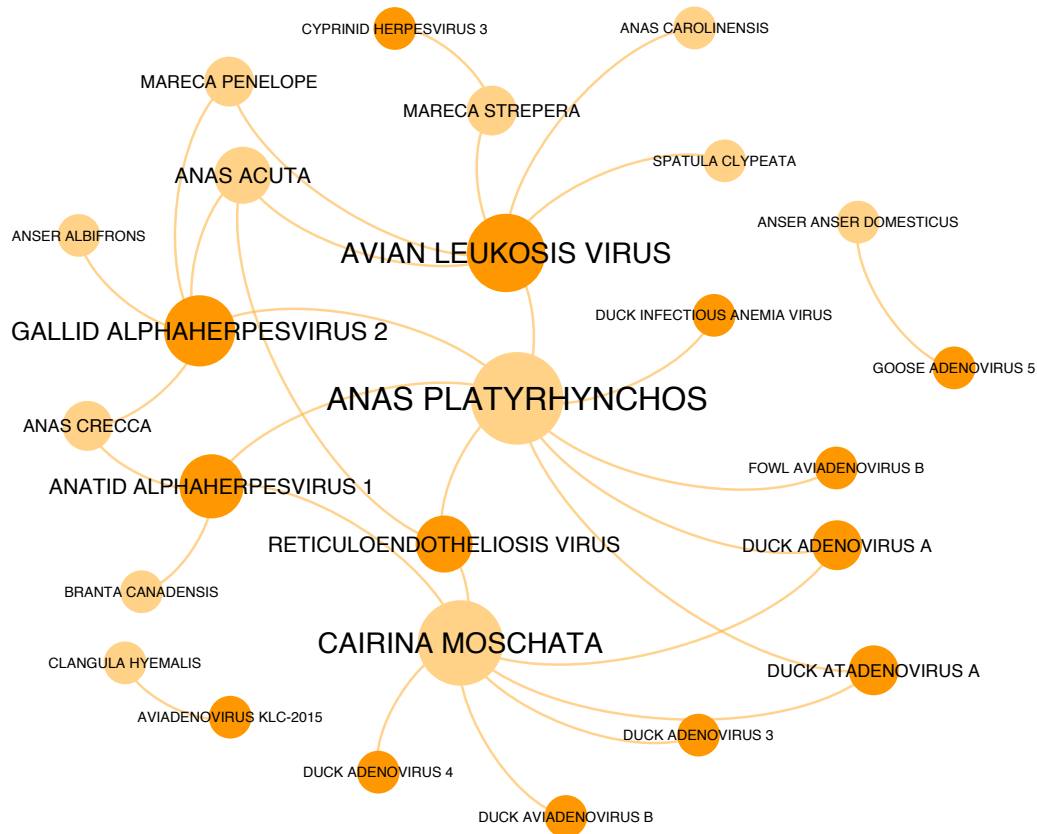 CYPRINID HERPESVIRUS 3
ANAS CAROLINENSIS
MARECA PENELOPE
MARECA STREPERA
SPATULA CLYPEATA
ANAS ACUTA
ANSER ANSER DOMESTICUS
ANSER ALBIFRONS
AVIAN LEUKOSIS VIRUS
DUCK INFECTIOUS ANEMIA VIRUS
GALLID ALPHAHERPESVIRUS 2
GOOSE ADENOVIRUS 5
ANAS PLATYRHYNCHOS
ANAS CRECCA
FOWL AVIADENOVIRUS B
ANATID ALPHAHERPESVIRUS 1
RETICULOENDOTHELIOSIS VIRUS
DUCK ADENOVIRUS A
BRANTA CANADENSIS
CAIRINA MOSCHATA
CLANGULA HYEMALIS
DUCK ATADENOVIRUS A
AVIADENOVIRUS KLC-2015
DUCK ADENOVIRUS 3
DUCK ADENOVIRUS 4
DUCK AVIADENOVIRUS B